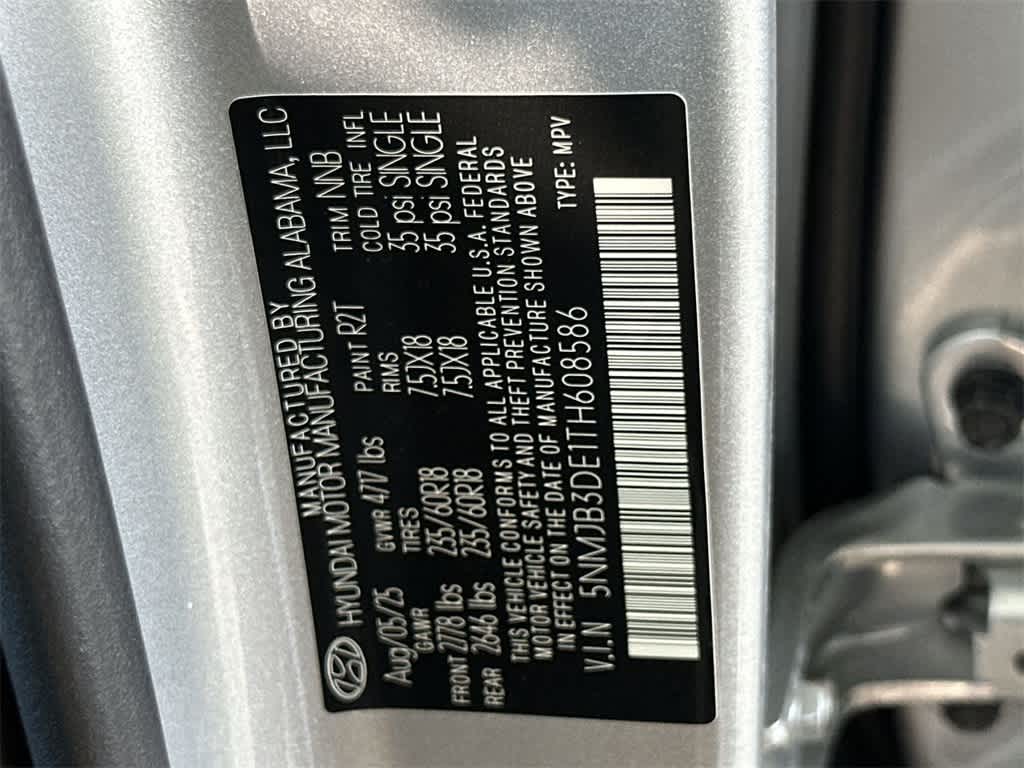 MANUFACTURED BY
HYUNDAI MOTOR MANUFACTURING ALABAMA, LLC
Aug/05/25 GVWR 4717 lbs PAINT R2T TRIM NNB
GAWR TIRES RIMS COLD TIRE INFL
FRONT 2778 lbs 235/60R18 7.5JX18 35 psi SINGLE
REAR 2646 lbs 235/60R18 7.5JX18 35 psi SINGLE
THIS VEHICLE CONFORMS TO ALL APPLICABLE U.S.A. FEDERAL
MOTOR VEHICLE SAFETY AND THEFT PREVENTION STANDARDS
IN EFFECT ON THE DATE OF MANUFACTURE SHOWN ABOVE
V.I.N 5NMJB3DE1TH608586 TYPE: MPV